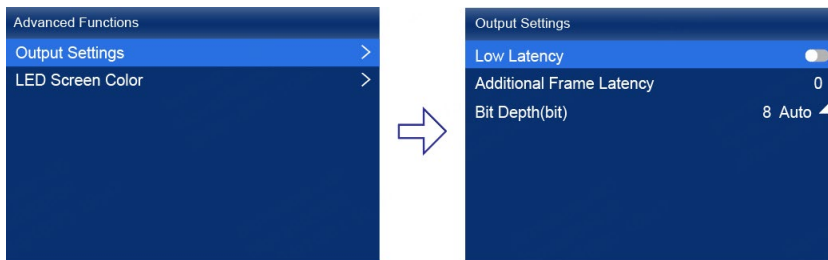 Advanced Functions
Output Settings
LED Screen Color
Output Settings
Low Latency
Additional Frame Latency 0
Bit Depth(bit) 8 Auto